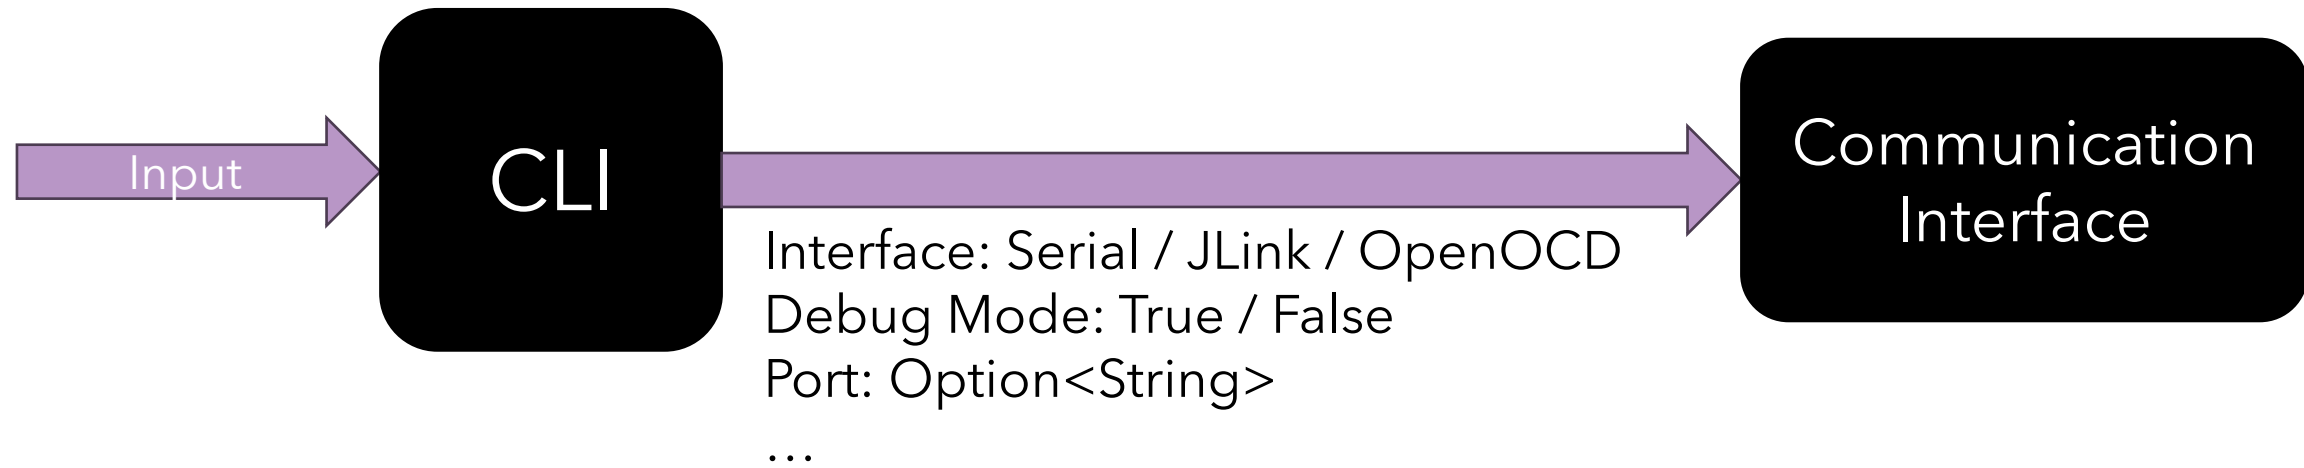 Input
CLI
Interface: Serial / JLink / OpenOCD
Debug Mode: True / False
Port: Option<String>
…
Communication
Interface